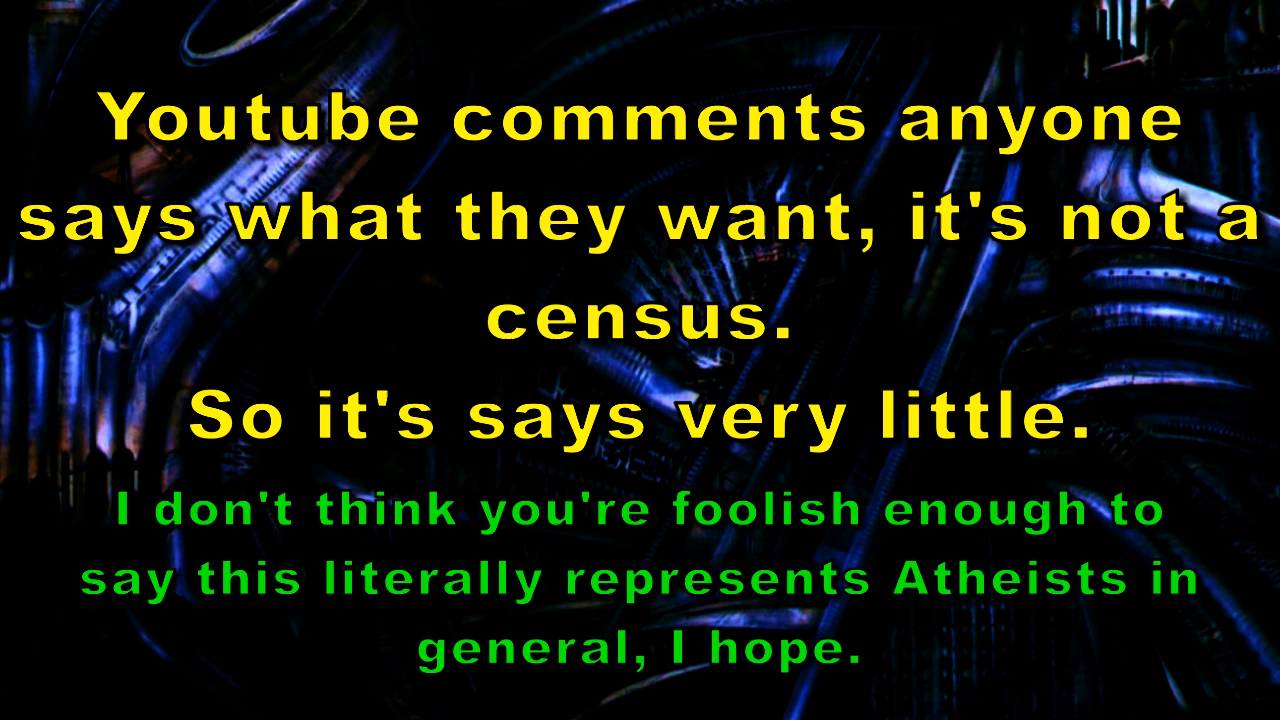 Youtube comments anyone
says what they want, it's not a
census.
So it's says very little.
I don't think you're foolish enough to
say this literally represents Atheists in
general, I hope.